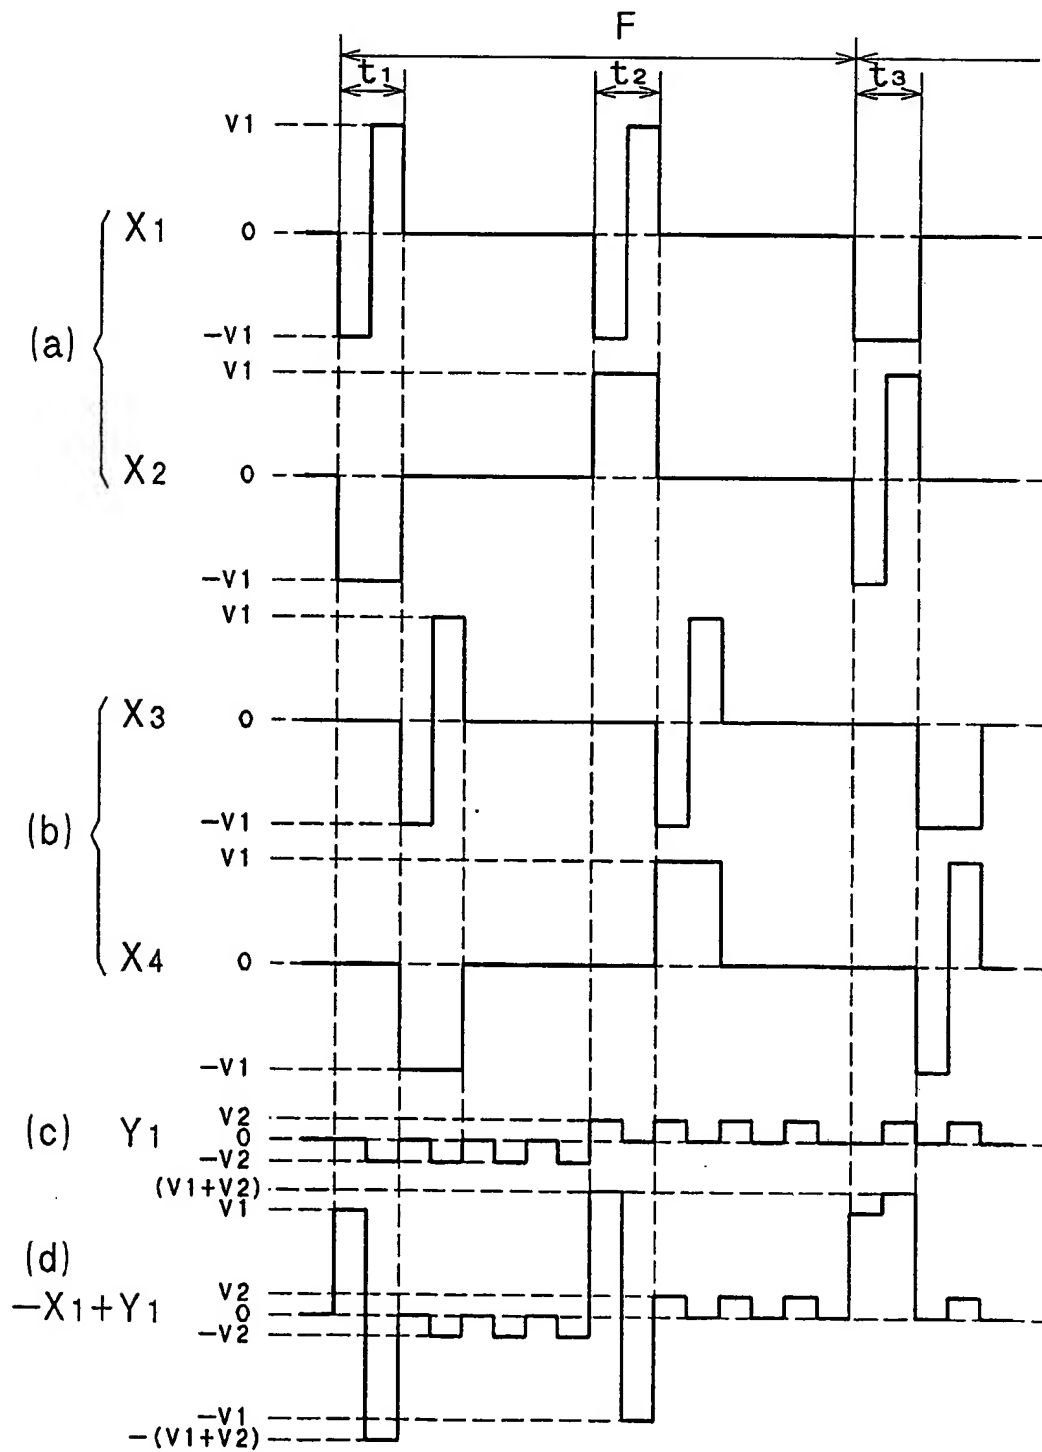 F
t1 t2 t3
V1
X1 0
-V1
(a)
V1
X2 0
-V1
V1
X3 0
-V1
(b)
V1
X4 0
-V1
(c) Y1 V2
0
-V2
(V1+V2)
V1
(d)
-X1+Y1
V2
0
-V2
-V1
-(V1+V2)